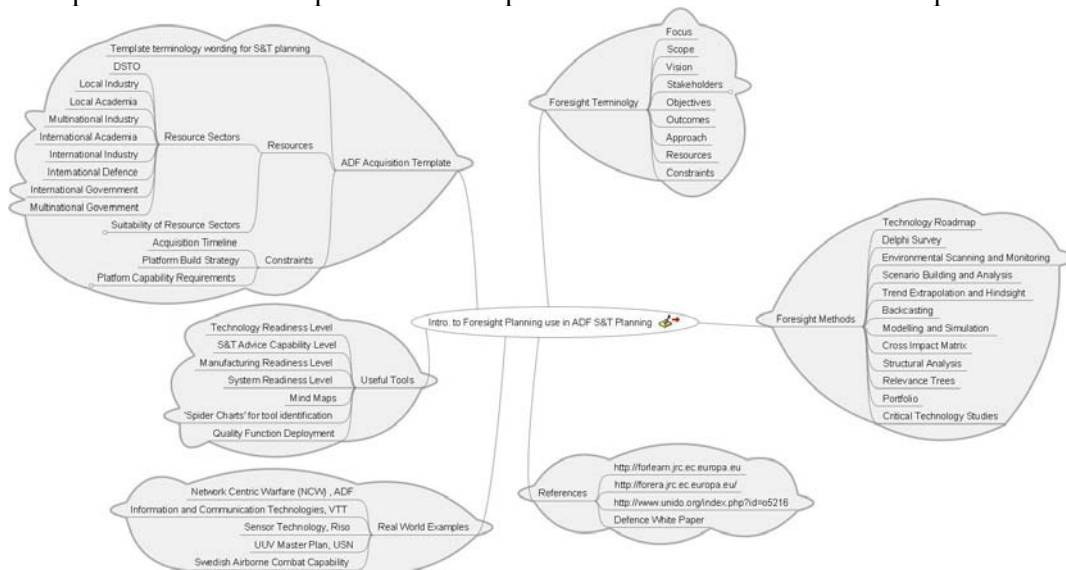 Template terminology wording for S&T planning
DSTO
Local Industry
Local Academia
Multinational Industry
International Academia
International Industry
International Defence
International Government
Multinational Government
Resource Sectors
Suitability of Resource Sectors
Resources
Acquisition Timeline
Platform Build Strategy
Platform Capability Requirements
Constraints
ADF Acquisition Template
Foresight Terminolgy
Focus
Scope
Vision
Stakeholders
Objectives
Outcomes
Approach
Resources
Constraints
Intro. to Foresight Planning use in ADF S&T Planning
Foresight Methods
Technology Roadmap
Delphi Survey
Environmental Scanning and Monitoring
Scenario Building and Analysis
Trend Extrapolation and Hindsight
Backcasting
Modelling and Simulation
Cross Impact Matrix
Structural Analysis
Relevance Trees
Portfolio
Critical Technology Studies
Technology Readiness Level
S&T Advice Capability Level
Manufacturing Readiness Level
System Readiness Level
Mind Maps
'Spider Charts' for tool identification
Quality Function Deployment
Useful Tools
Network Centric Warfare (NCW) , ADF
Information and Communication Technologies, VTT
Sensor Technology, Riso
UUV Master Plan, USN
Swedish Airborne Combat Capability
Real World Examples
References
http://forlearn.jrc.ec.europa.eu
http://forera.jrc.ec.europa.eu/
http://www.unido.org/index.php?id=o5216
Defence White Paper